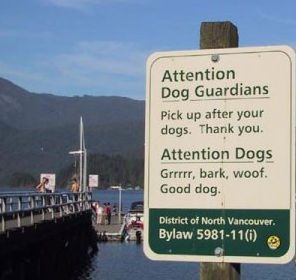 Attention
Dog Guardians
Pick up after your
dogs. Thank you.
Attention Dogs
Grrrrr, bark, woof.
Good dog.
District of North Vancouver.
Bylaw 5981-11(i)